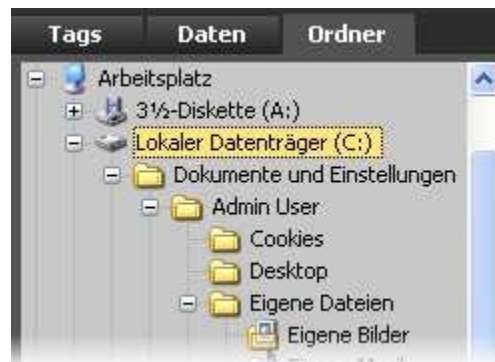 Tags Daten Ordner
Arbeitsplatz
3½-Diskette (A:)
Lokaler Datenträger (C:)
Dokumente und Einstellungen
Admin User
Cookies
Desktop
Eigene Dateien
Eigene Bilder